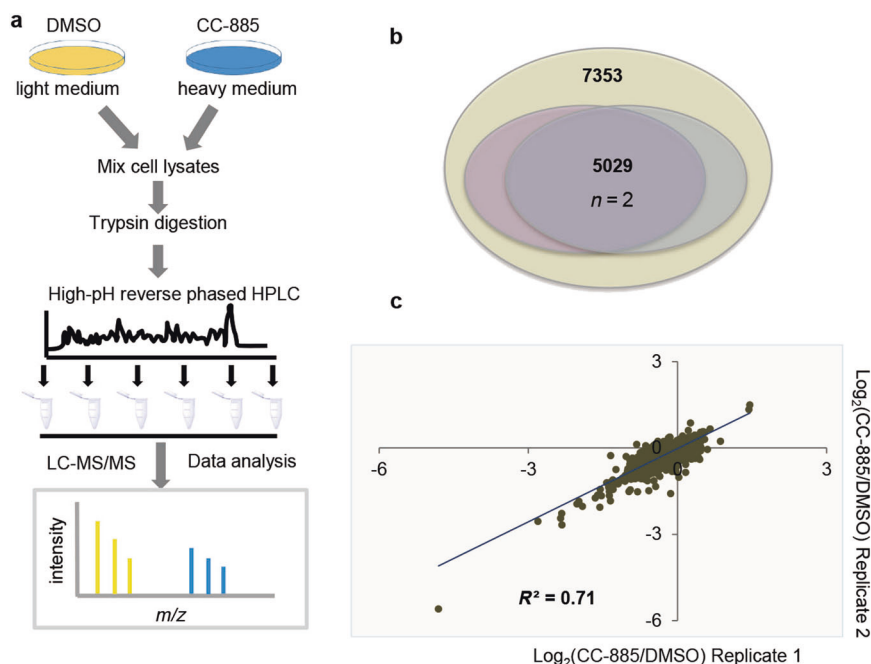 a
DMSO
CC-885
light medium
heavy medium
Mix cell lysates
Trypsin digestion
High-pH reverse phased HPLC
LC-MS/MS
Data analysis
intensity
m/z
b
7353
5029
n = 2
c
3
-6
-3
0
0
3
-3
-6
R² = 0.71
Log₂(CC-885/DMSO) Replicate 1
Log₂(CC-885/DMSO) Replicate 2